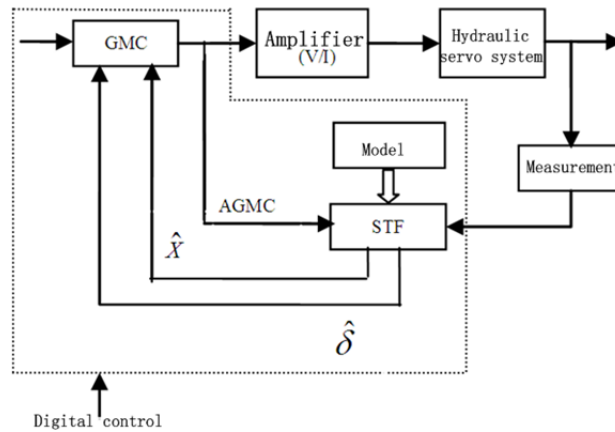 GMC
Amplifier
(V/I)
Hydraulic
servo system
Model
Measurement
AGMC
STF
X̂
δ̂
Digital control